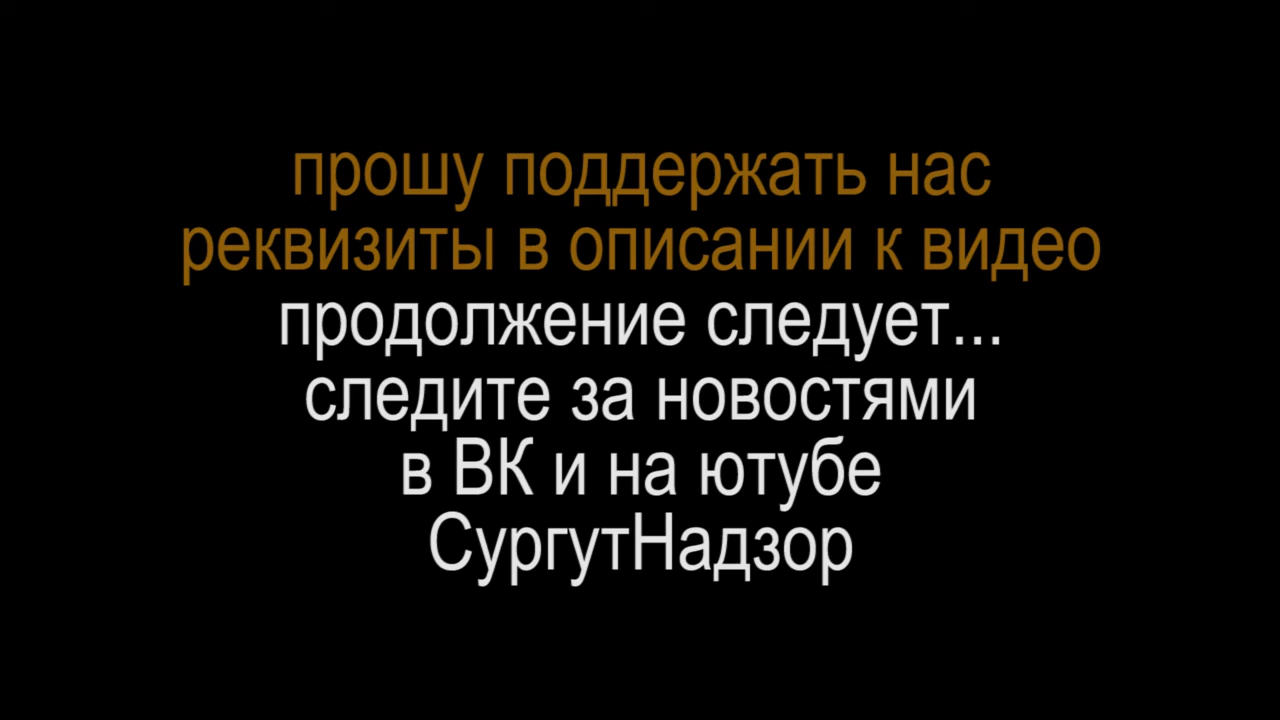 прошу поддержать нас
реквизиты в описании к видео
продолжение следует...
следите за новостями
в ВК и на ютубе
СургутНадзор